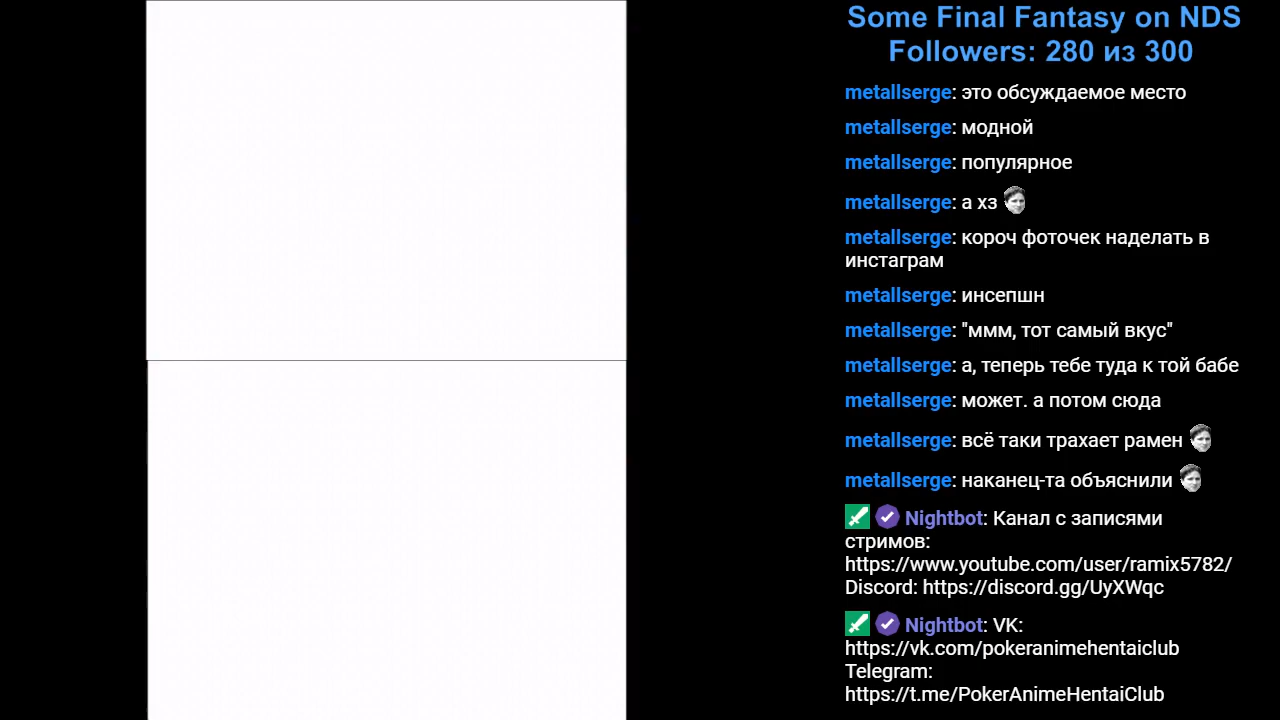 Some Final Fantasy on NDS
Followers: 280 из 300
metallserge: это обсуждаемое место
metallserge: модной
metallserge: популярное
metallserge: а хз
metallserge: короч фоточек наделать в
инстаграм
metallserge: инсепшн
metallserge: "ммм, тот самый вкус"
metallserge: а, теперь тебе туда к той бабе
metallserge: может. а потом сюда
metallserge: всё таки трахает рамен
metallserge: наканец-та объяснили
Nightbot: Канал с записями
стримов:
https://www.youtube.com/user/ramix5782/
Discord: https://discord.gg/UyXWqc
Nightbot: VK:
https://vk.com/pokeranimehentaiclub
Telegram:
https://t.me/PokerAnimeHentaiClub